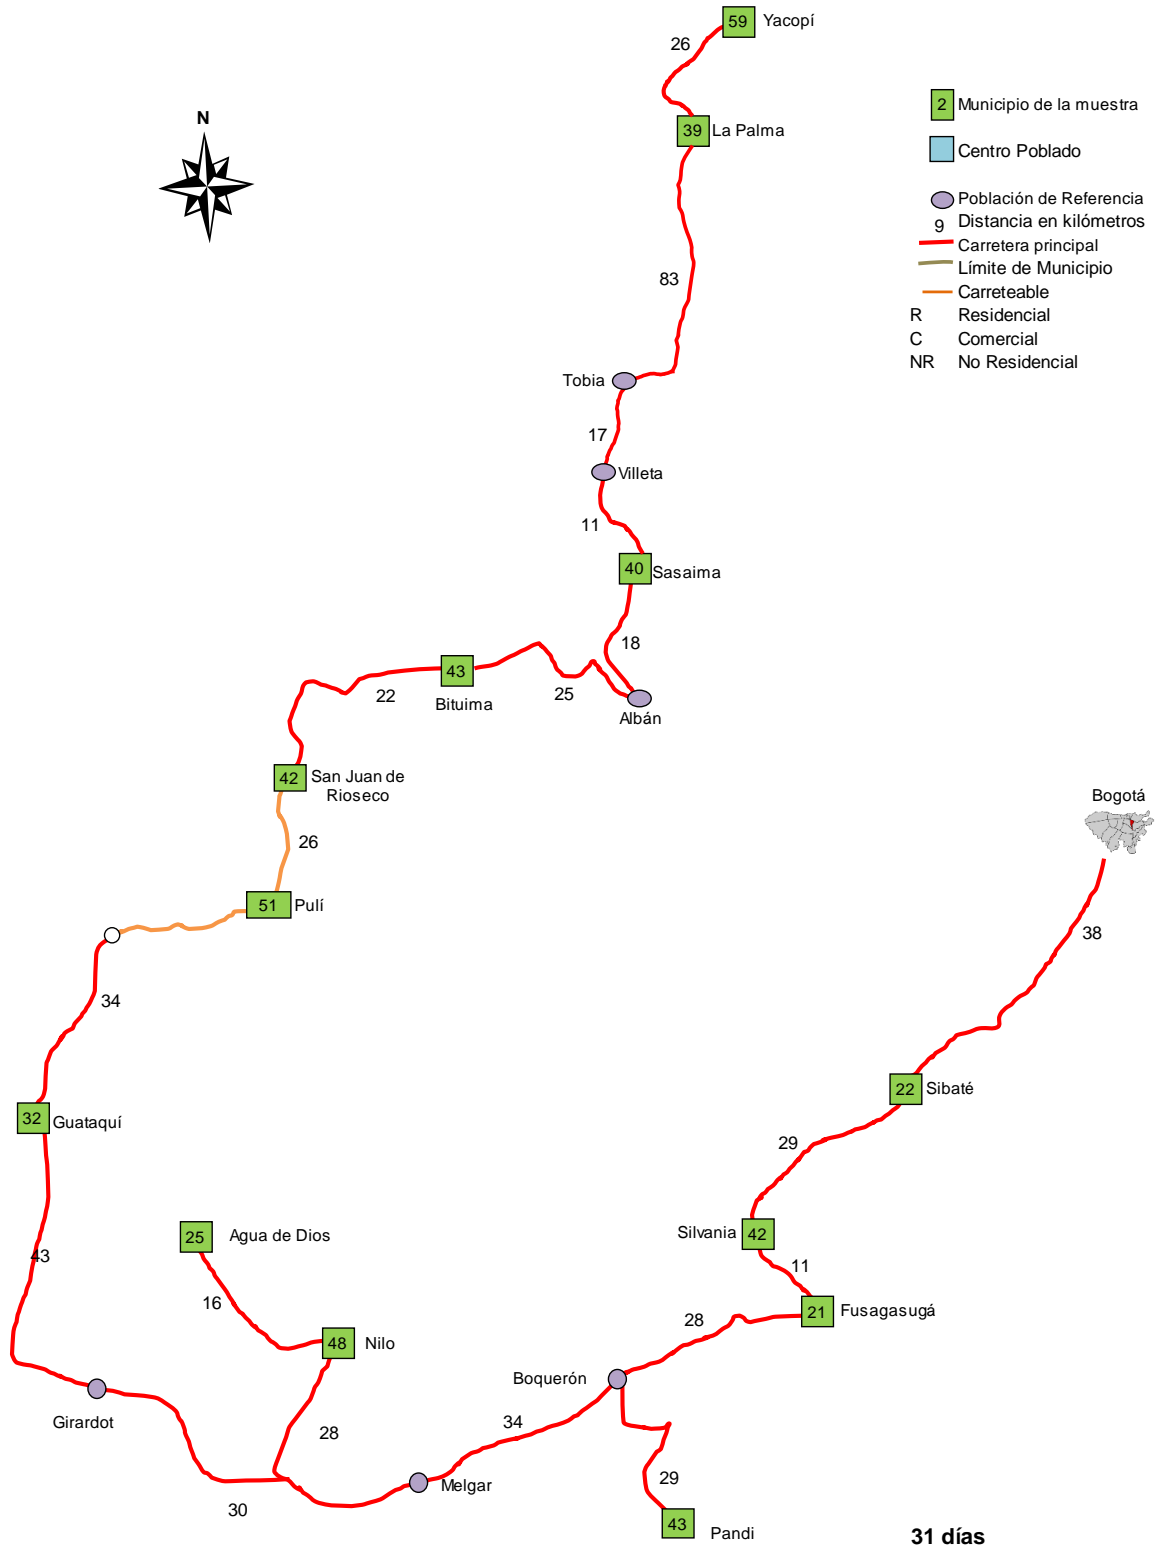 59 Yacopí
26
N
2 Municipio de la muestra
39 La Palma
Centro Poblado
Población de Referencia
9 Distancia en kilómetros
Carretera principal
Límite de Municipio
83
Carreteable
R Residencial
C Comercial
NR No Residencial
Tobia
17
Villeta
11
40 Sasaima
18
43
Bituima
22
25
Albán
42 San Juan de
Rioseco
Bogotá
26
51 Pulí
38
34
22 Sibaté
32 Guataquí
29
25 Agua de Dios
Silvania 42
43
11
16
21 Fusagasugá
28
48 Nilo
Boquerón
Girardot
34
28
29
Melgar
30
43 Pandi
31 días